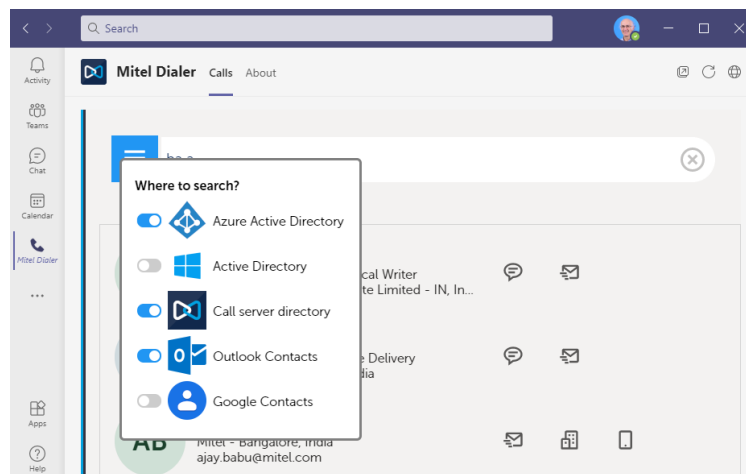 Search
Activity
Teams
Chat
Calendar
Mitel Dialer
Apps
Help
Mitel Dialer Calls About
Where to search?
Azure Active Directory
Active Directory
Call server directory
Outlook Contacts
Google Contacts
cal Writer
te Limited - IN, In...
e Delivery
dia
AB
Mitel - Bangalore, India
ajay.babu@mitel.com